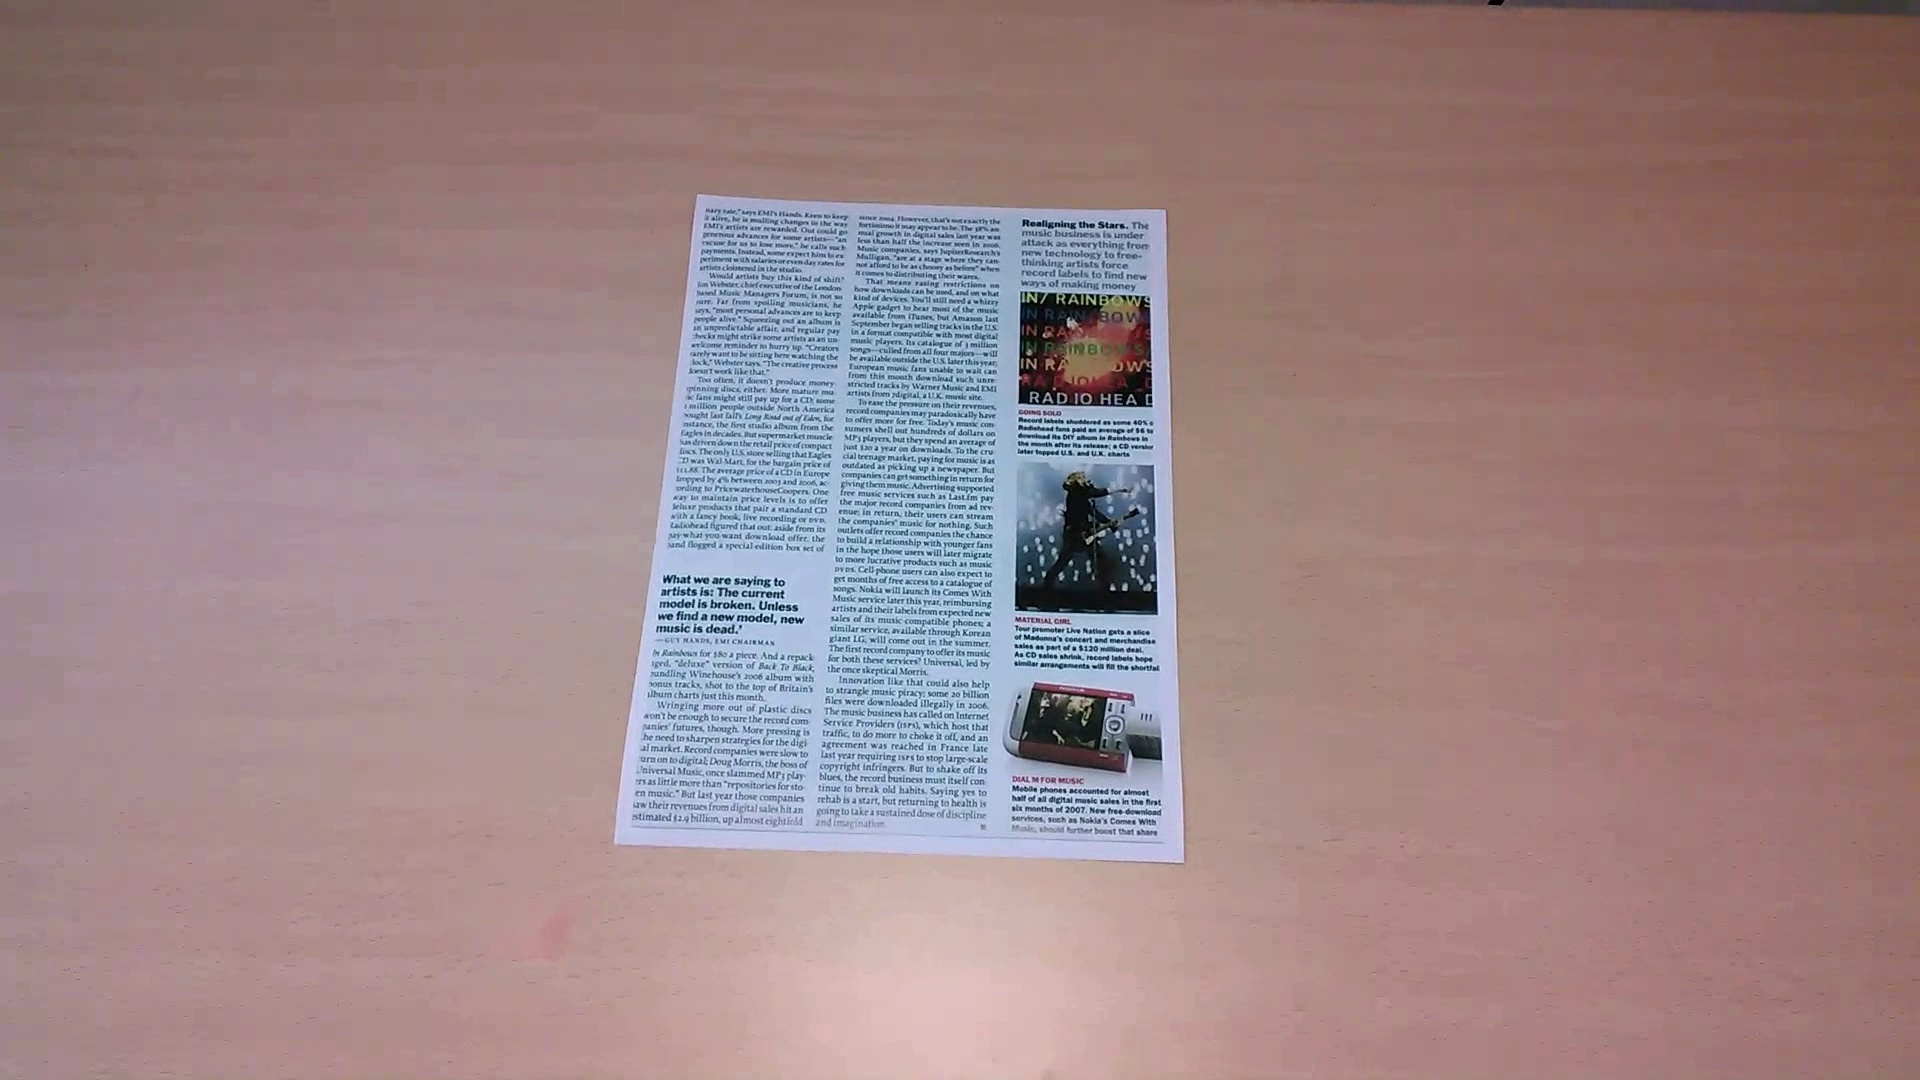 nary rate," says EMI's Hands. Keen to keep
it alive, he is mulling changes to the way
EMI's artists are rewarded. Out could go
generous advances for some artists—"an
excuse for us to lose more," he calls such
payments. Instead, some expect him to ex-
periment with salaries or even day rates for
artists cloistered in the studio.
Would artists buy this kind of shift?
Jon Webster, chief executive of the London
based Music Managers Forum, is not so
sure. Far from spoiling musicians, he
says, "most personal advances are to keep
people alive." Squeezing out an album is
an unpredictable affair, and regular pay
checks might strike some artists as an un-
welcome reminder to hurry up. "Creators
rarely want to be sitting here watching the
clock," Webster says. "The creative process
doesn't work like that."
Too often, it doesn't produce money-
spinning discs, either. More mature mu-
ic fans might still pay up for a CD; some
million people outside North America
bought last fall's Long Road out of Eden, for
instance, the first studio album from the
Eagles in decades. But supermarket muscle
has driven down the retail price of compact
discs. The only U.S. store selling that Eagles
CD was Wal-Mart, for the bargain price of
$11.88. The average price of a CD in Europe
dropped by 4% between 2003 and 2006, ac-
cording to PricewaterhouseCoopers. One
way to maintain price levels is to offer
deluxe products that pair a standard CD
with a fancy book, live recording or DVD.
Radiohead figured that out: aside from its
pay-what-you-want download offer, the
band flogged a special-edition box set of
What we are saying to
artists is: The current
model is broken. Unless
we find a new model, new
music is dead.'
—GUY HANDS, EMI CHAIRMAN
In Rainbows for $80 a piece. And a repack-
aged, "deluxe" version of Back To Black,
bundling Winehouse's 2006 album with
bonus tracks, shot to the top of Britain's
album charts just this month.
Wringing more out of plastic discs
won't be enough to secure the record com-
panies' futures, though. More pressing is
the need to sharpen strategies for the digi-
al market. Record companies were slow to
turn on to digital; Doug Morris, the boss of
Universal Music, once slammed MP3 play-
ers as little more than "repositories for sto-
en music." But last year those companies
saw their revenues from digital sales hit an
estimated $2.9 billion, up almost eightfold
since 2004. However, that's not exactly the
fortissimo it may appear to be. The 38% an-
nual growth in digital sales last year was
less than half the increase seen in 2006.
Music companies, says JupiterResearch's
Mulligan, "are at a stage where they can-
not afford to be as choosy as before" when
it comes to distributing their wares.
That means easing restrictions on
how downloads can be used, and on what
kind of devices. You'll still need a whizzy
Apple gadget to hear most of the music
available from iTunes, but Amazon last
September began selling tracks in the U.S.
in a format compatible with most digital
music players. Its catalogue of 3 million
songs—culled from all four majors—will
be available outside the U.S. later this year.
European music fans unable to wait can
from this month download such unre-
stricted tracks by Warner Music and EMI
artists from 7digital, a U.K. music site.
To ease the pressure on their revenues,
record companies may paradoxically have
to offer more for free. Today's music con-
sumers shell out hundreds of dollars on
MP3 players, but they spend an average of
just $20 a year on downloads. To the cru-
cial teenage market, paying for music is as
outdated as picking up a newspaper. But
companies can get something in return for
giving them music. Advertising-supported
free music services such as Last.fm pay
the major record companies from ad rev-
enue; in return, their users can stream
the companies' music for nothing. Such
outlets offer record companies the chance
to build a relationship with younger fans
in the hope those users will later migrate
to more lucrative products such as music
DVDs. Cell-phone users can also expect to
get months of free access to a catalogue of
songs. Nokia will launch its Comes With
Music service later this year, reimbursing
artists and their labels from expected new
sales of its music-compatible phones; a
similar service, available through Korean
giant LG, will come out in the summer.
The first record company to offer its music
for both these services? Universal, led by
the once skeptical Morris.
Innovation like that could also help
to strangle music piracy; some 20 billion
files were downloaded illegally in 2006.
The music business has called on Internet
Service Providers (ISPs), which host that
traffic, to do more to choke it off, and an
agreement was reached in France late
last year requiring ISPs to stop large-scale
copyright infringers. But to shake off its
blues, the record business must itself con-
tinue to break old habits. Saying yes to
rehab is a start, but returning to health is
going to take a sustained dose of discipline
and imagination.
Realigning the Stars. The
music business is under
attack as everything from
new technology to free-
thinking artists force
record labels to find new
ways of making money
IN/ RAINBOWS
IN RAINBOW
IN RAINBOWS
IN RAINBOWS
IN RAINBOWS
RADIOHEA_D
RAD IO HEA D
GOING SOLO
Record labels shuddered as some 40% o
Radiohead fans paid an average of $6 to
download its DIY album In Rainbows in
the month after its release; a CD version
later topped U.S. and U.K. charts
MATERIAL GIRL
Tour promoter Live Nation gets a slice
of Madonna's concert and merchandise
sales as part of a $120 million deal.
As CD sales shrink, record labels hope
similar arrangements will fill the shortfal
DIAL M FOR MUSIC
Mobile phones accounted for almost
half of all digital music sales in the first
six months of 2007. New free-download
services, such as Nokia's Comes With
Music, should further boost that share